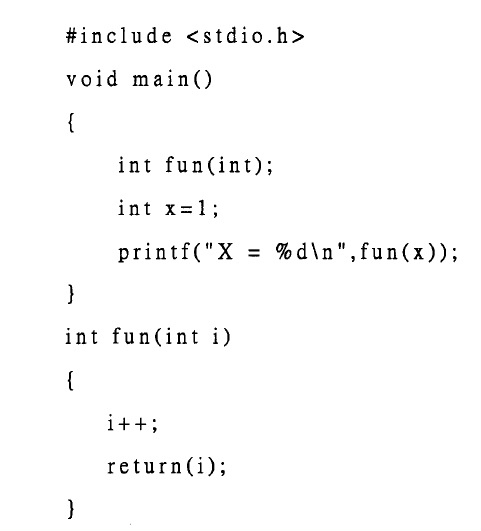 #include <stdio.h>
void main()
{
int fun(int);
int x=1;
printf("X = %d\n",fun(x));
}
int fun(int i)
{
i++;
return(i);
}